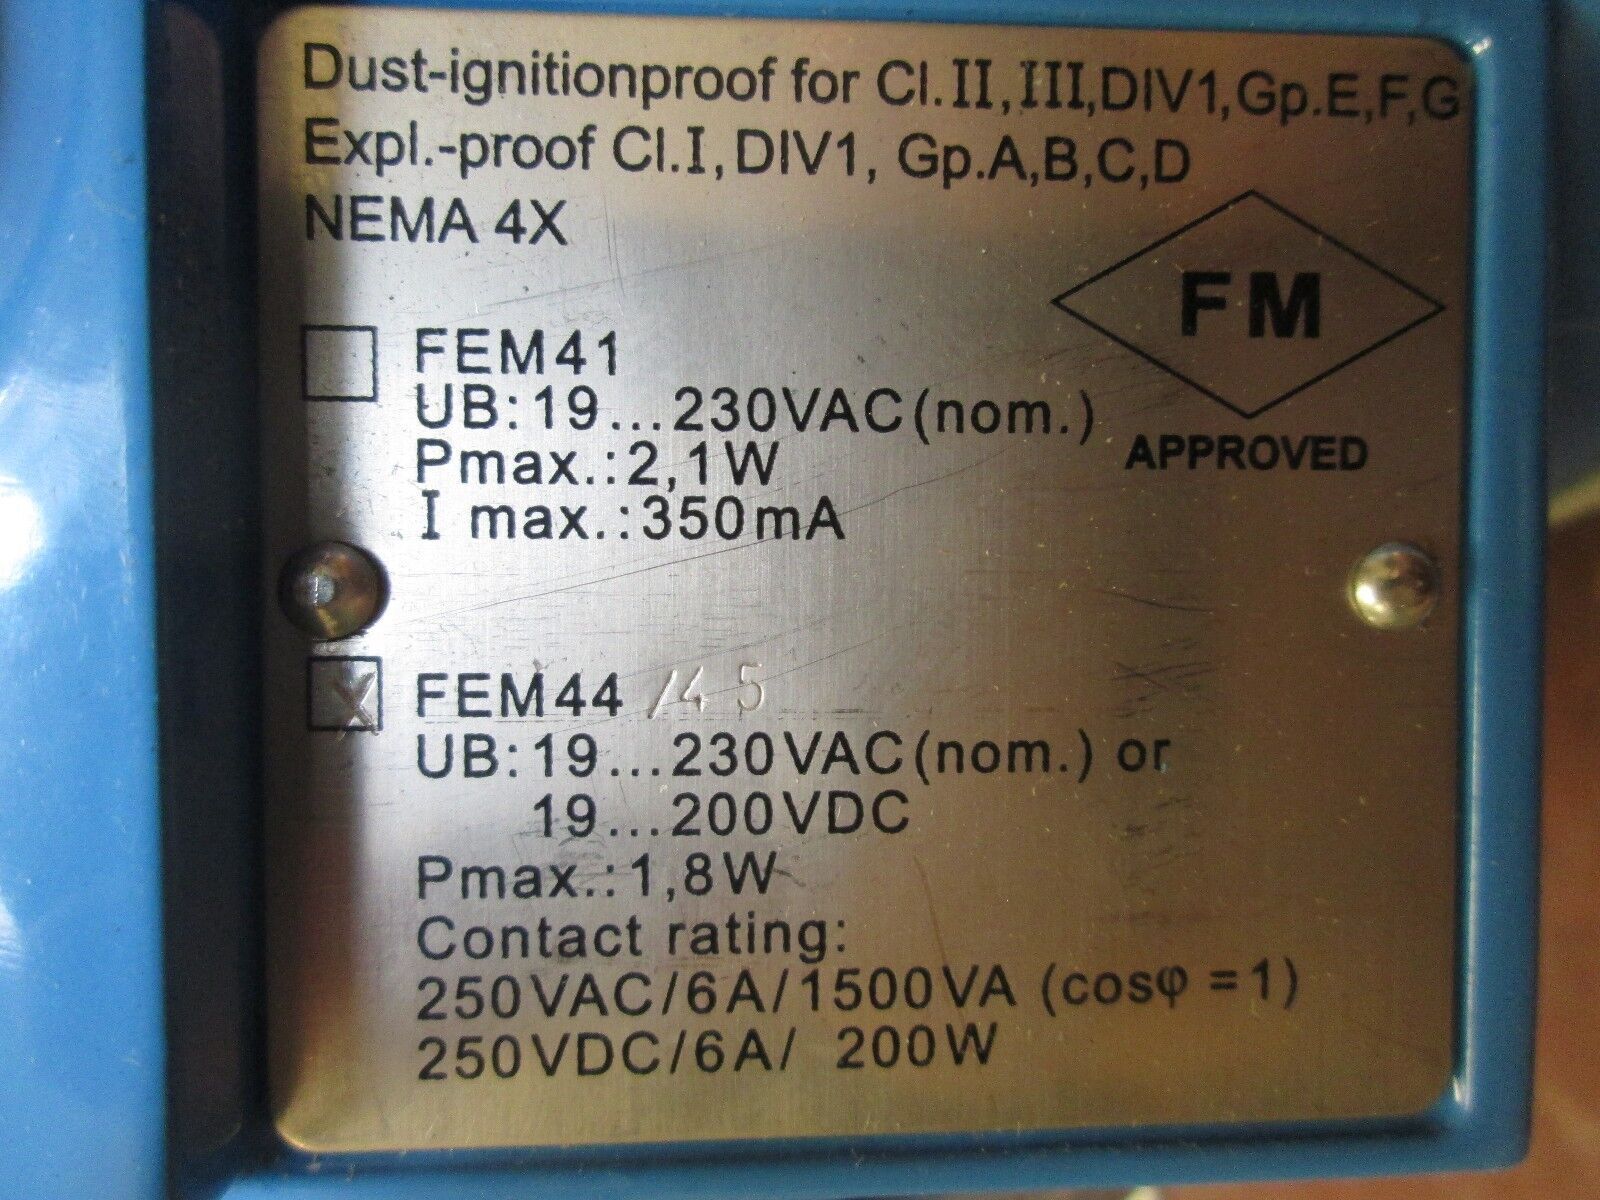 Dust-ignitionproof for Cl.II,III,DIV1,Gp.E,F,G
Expl.-proof Cl.I,DIV1, Gp.A,B,C,D
NEMA 4X
FM
APPROVED
FEM41
UB:19...230VAC(nom.)
Pmax.:2,1W
I max.:350mA
X FEM44 /45
UB:19...230VAC(nom.) or
19...200VDC
Pmax.:1,8W
Contact rating:
250VAC/6A/1500VA (cosφ =1)
250VDC/6A/ 200W